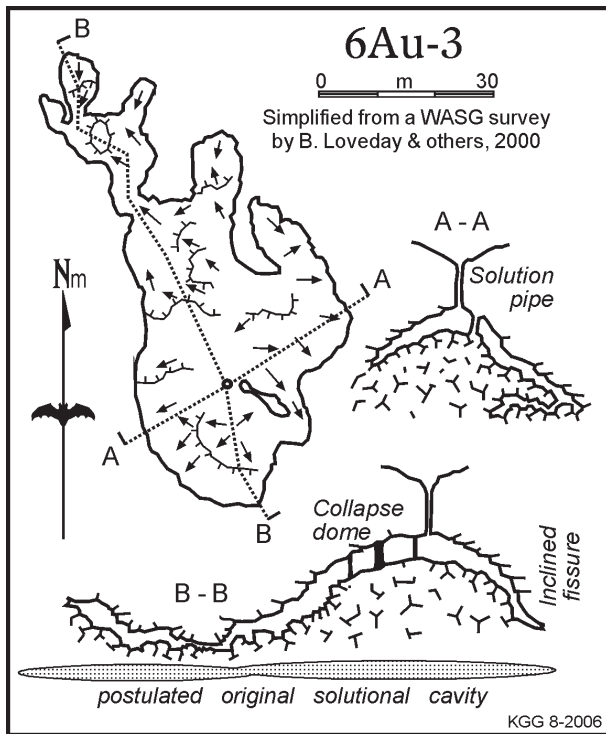 B
6Au-3
0 m 30
Simplified from a WASG survey
by B. Loveday & others, 2000
A - A
Solution
pipe
A
Nm
A
B
Collapse
dome
Inclined
fissure
B - B
postulated original solutional cavity
KGG 8-2006